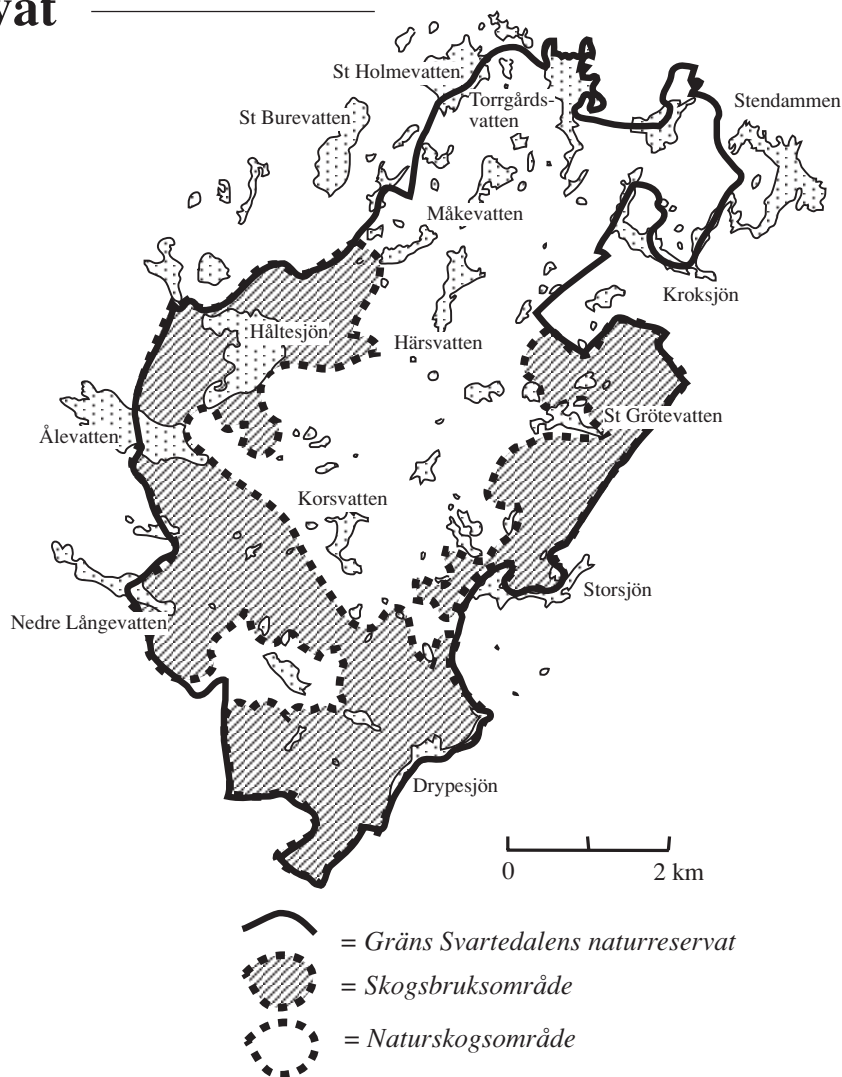 vat
St Holmevatten
Torrgårds-
vatten
Stendammen
St Burevatten
Måkevatten
Kroksjön
Håltesjön
Härsvatten
St Grötevatten
Ålevatten
Korsvatten
Storsjön
Nedre Långevatten
Drypesjön
0 2 km
= Gräns Svartedalens naturreservat
= Skogsbruksområde
= Naturskogsområde